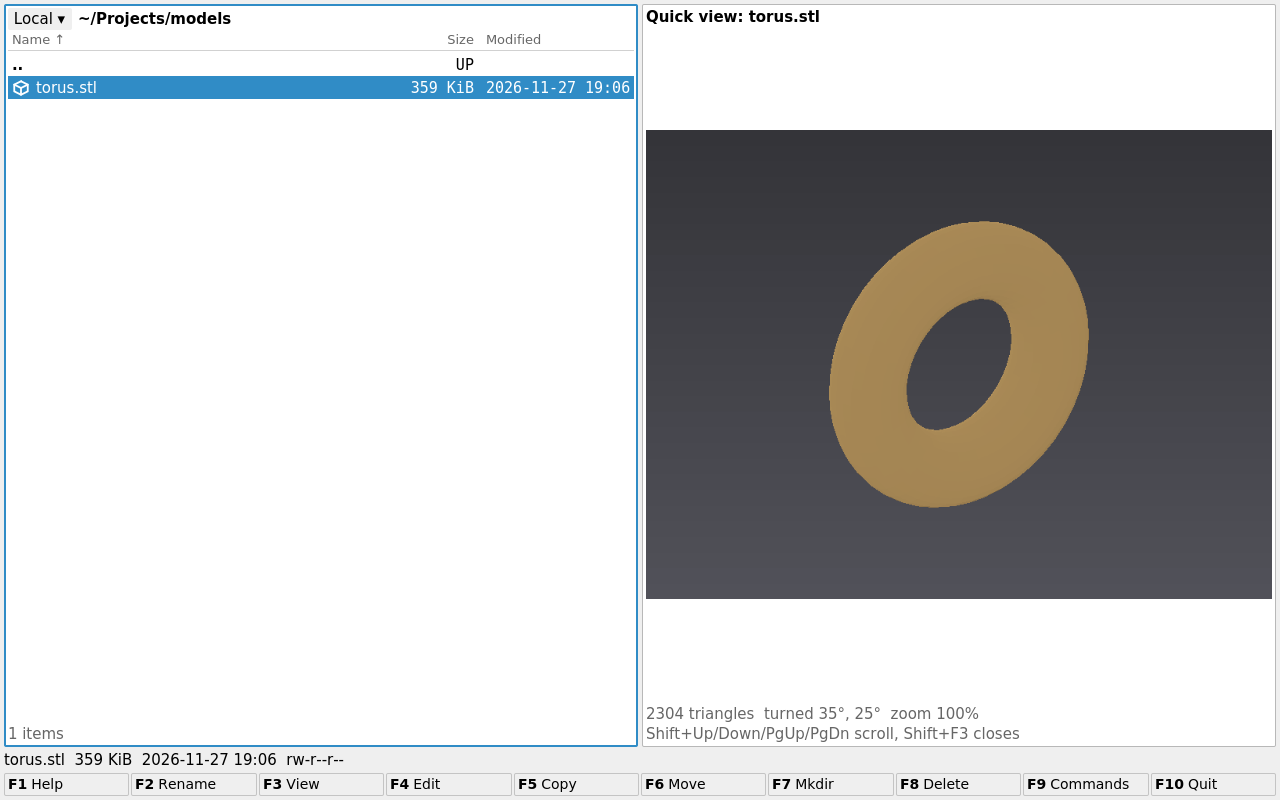 Local ▾ ~/Projects/models
Name ↑ Size Modified
.. UP
torus.stl 359 KiB 2026-11-27 19:06
1 items
Quick view: torus.stl
2304 triangles turned 35°, 25° zoom 100%
Shift+Up/Down/PgUp/PgDn scroll, Shift+F3 closes
torus.stl 359 KiB 2026-11-27 19:06 rw-r--r--
F1 Help F2 Rename F3 View F4 Edit F5 Copy F6 Move F7 Mkdir F8 Delete F9 Commands F10 Quit